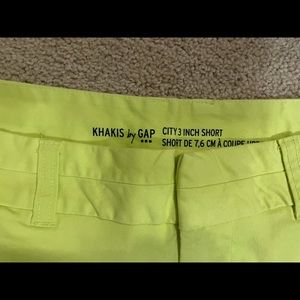 KHAKIS by GAP
CITY 3 INCH SHORT
SHORT DE 7,6 CM À COUPE